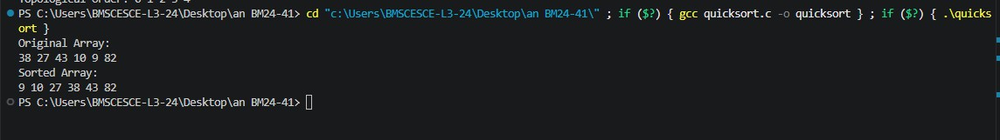 Topological Order: 0 1 2 3 4
PS C:\Users\BMSCESCE-L3-24\Desktop\an BM24-41> cd "c:\Users\BMSCESCE-L3-24\Desktop\an BM24-41\" ; if ($?) { gcc quicksort.c -o quicksort } ; if ($?) { .\quicks
ort }
Original Array:
38 27 43 10 9 82
Sorted Array:
9 10 27 38 43 82
PS C:\Users\BMSCESCE-L3-24\Desktop\an BM24-41>